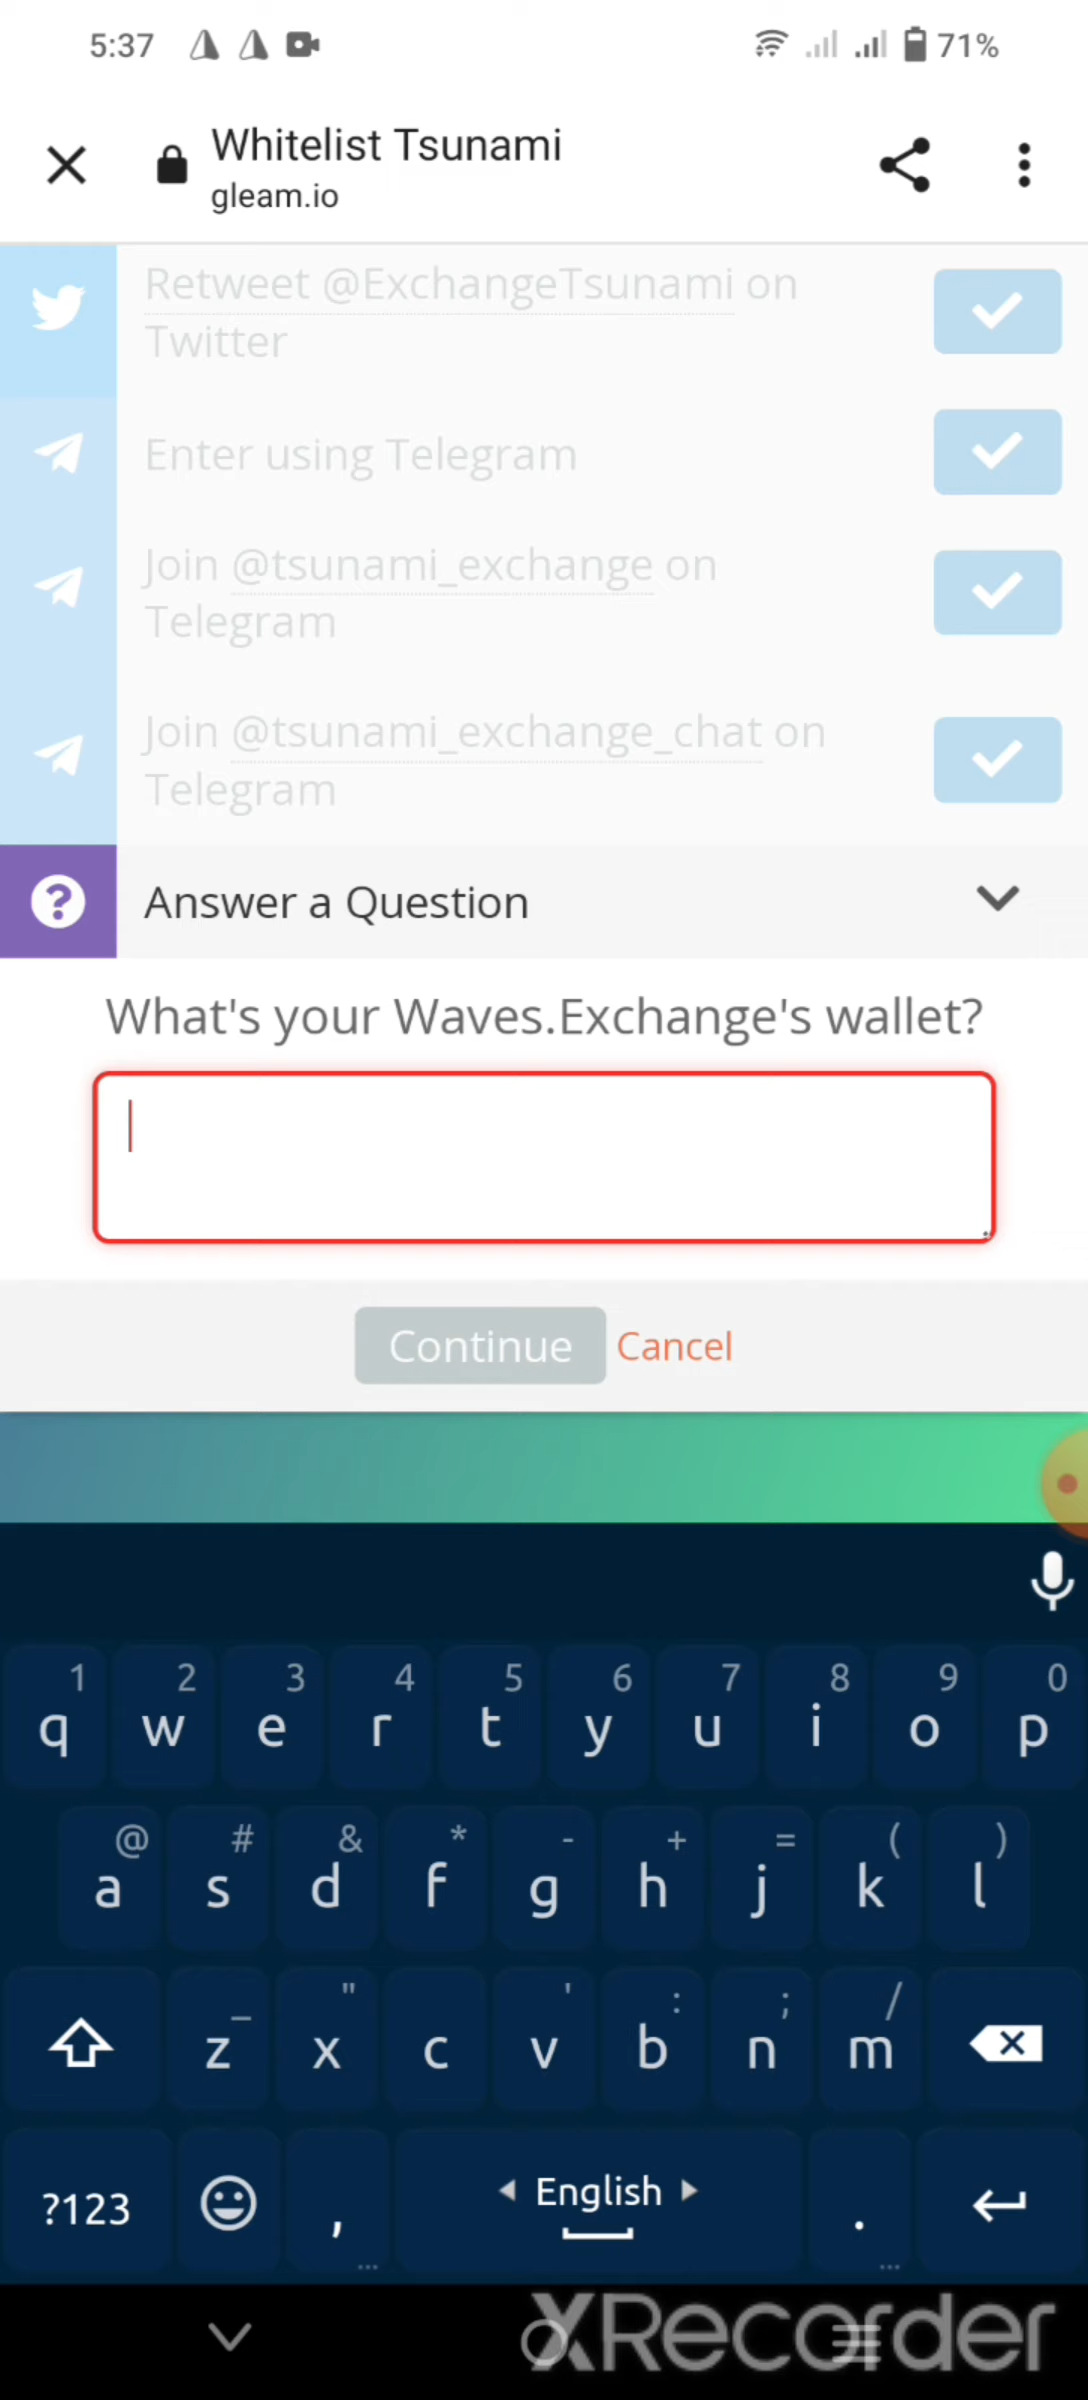 5:37
71%
Whitelist Tsunami
gleam.io
Retweet @ExchangeTsunami on
Twitter
Enter using Telegram
Join @tsunami_exchange on
Telegram
Join @tsunami_exchange_chat on
Telegram
? Answer a Question
What's your Waves.Exchange's wallet?
Continue Cancel
1 2 3 4 5 6 7 8 9 0
q w e r t y u i o p
@ # & * - + = ( )
a s d f g h j k l
_ " ' : ; /
z x c v b n m
?123 , English .
XRecorder